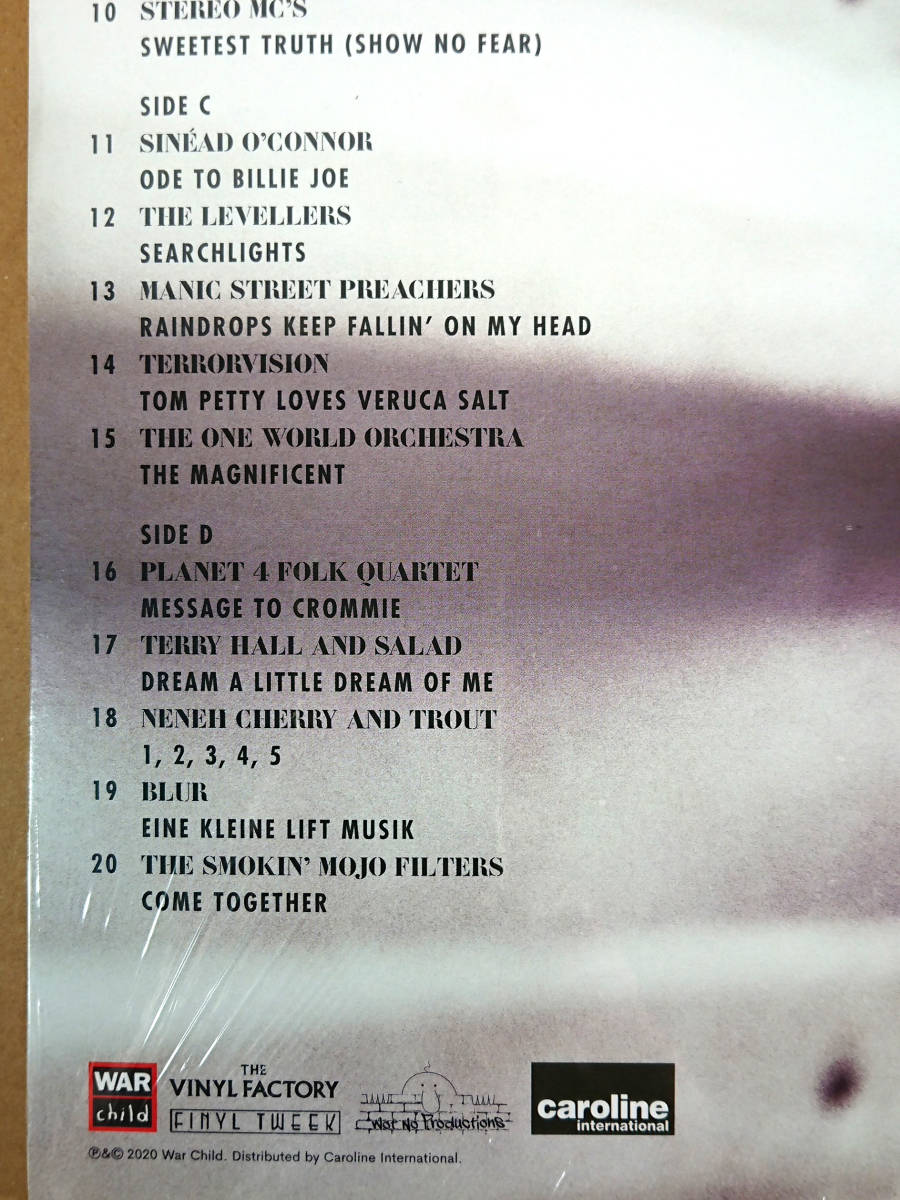 10 STEREO MC'S
SWEETEST TRUTH (SHOW NO FEAR)
SIDE C
11 SINÉAD O'CONNOR
ODE TO BILLIE JOE
12 THE LEVELLERS
SEARCHLIGHTS
13 MANIC STREET PREACHERS
RAINDROPS KEEP FALLIN' ON MY HEAD
14 TERRORVISION
TOM PETTY LOVES VERUCA SALT
15 THE ONE WORLD ORCHESTRA
THE MAGNIFICENT
SIDE D
16 PLANET 4 FOLK QUARTET
MESSAGE TO CROMMIE
17 TERRY HALL AND SALAD
DREAM A LITTLE DREAM OF ME
18 NENEH CHERRY AND TROUT
1, 2, 3, 4, 5
19 BLUR
EINE KLEINE LIFT MUSIK
20 THE SMOKIN' MOJO FILTERS
COME TOGETHER
WAR
child
THE
VINYL FACTORY
FINYL TWEEK
Wot No Productions
caroline
international
℗&© 2020 War Child. Distributed by Caroline International.